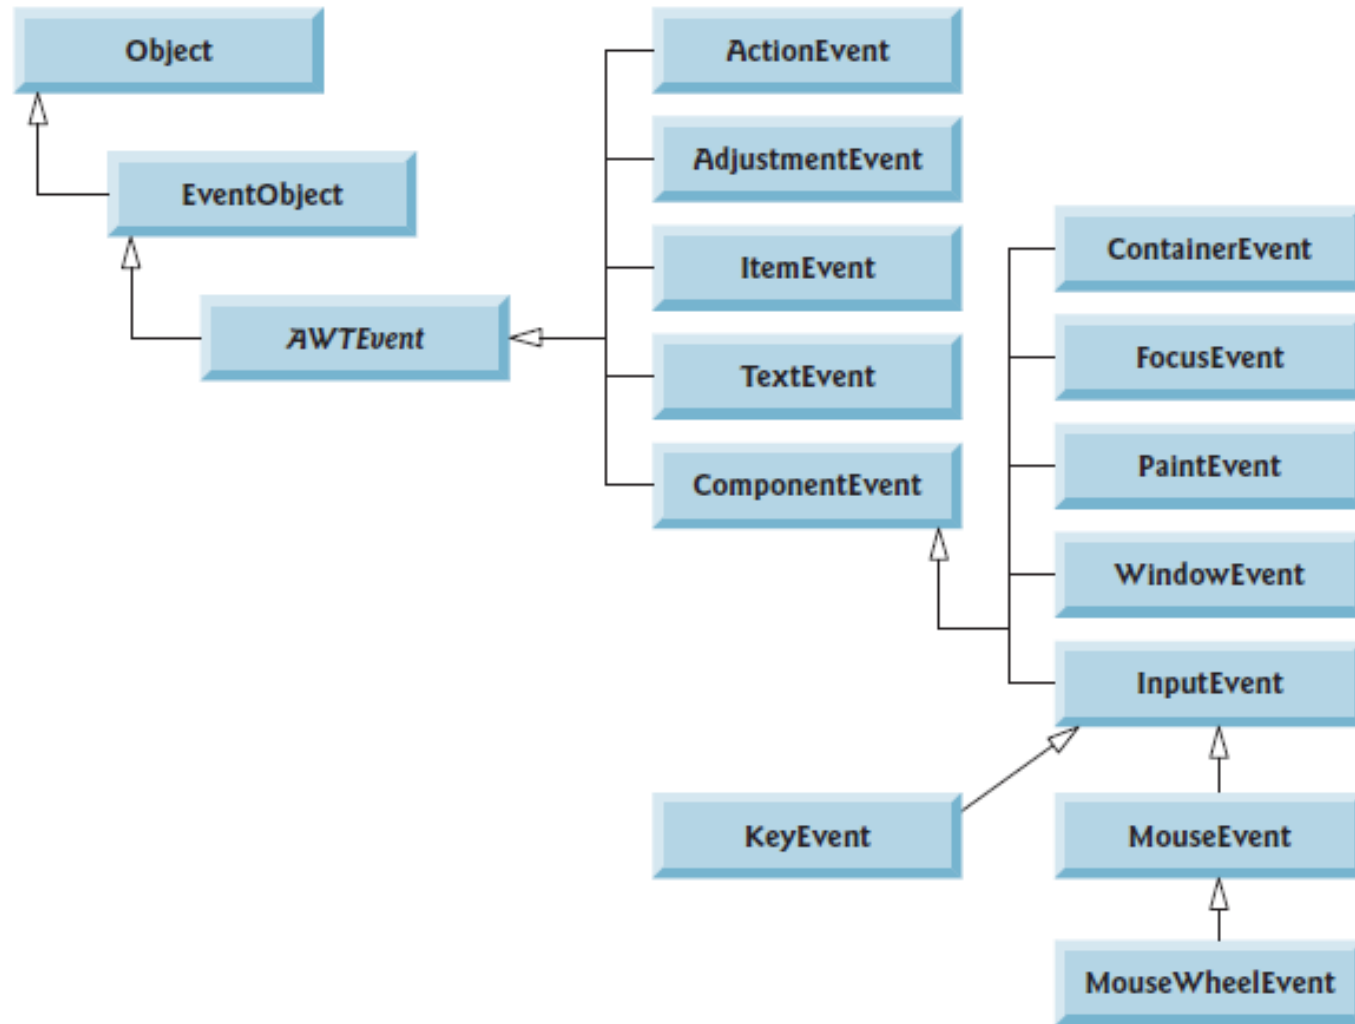 Object
EventObject
AWTEvent
ActionEvent
AdjustmentEvent
ItemEvent
TextEvent
ComponentEvent
ContainerEvent
FocusEvent
PaintEvent
WindowEvent
InputEvent
KeyEvent
MouseEvent
MouseWheelEvent